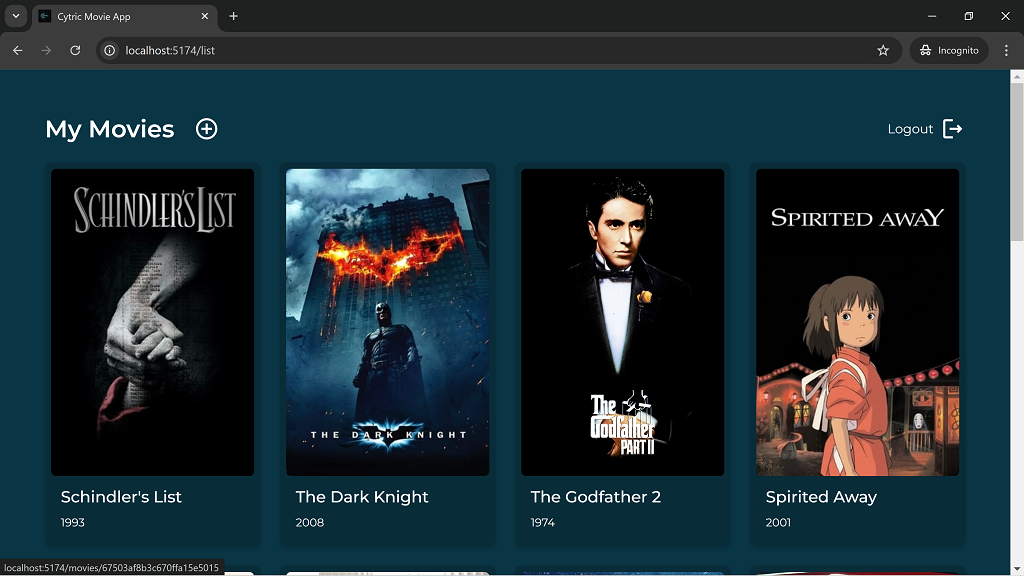 Cytric Movie App
localhost:5174/list
Incognito
My Movies
Logout
SCHINDLER'S LIST
THE DARK KNIGHT
The
Godfather
PART II
SPIRITED AWAY
Schindler's List
1993
The Dark Knight
2008
The Godfather 2
1974
Spirited Away
2001
localhost:5174/movies/67503af8b3c670ffa15e5015